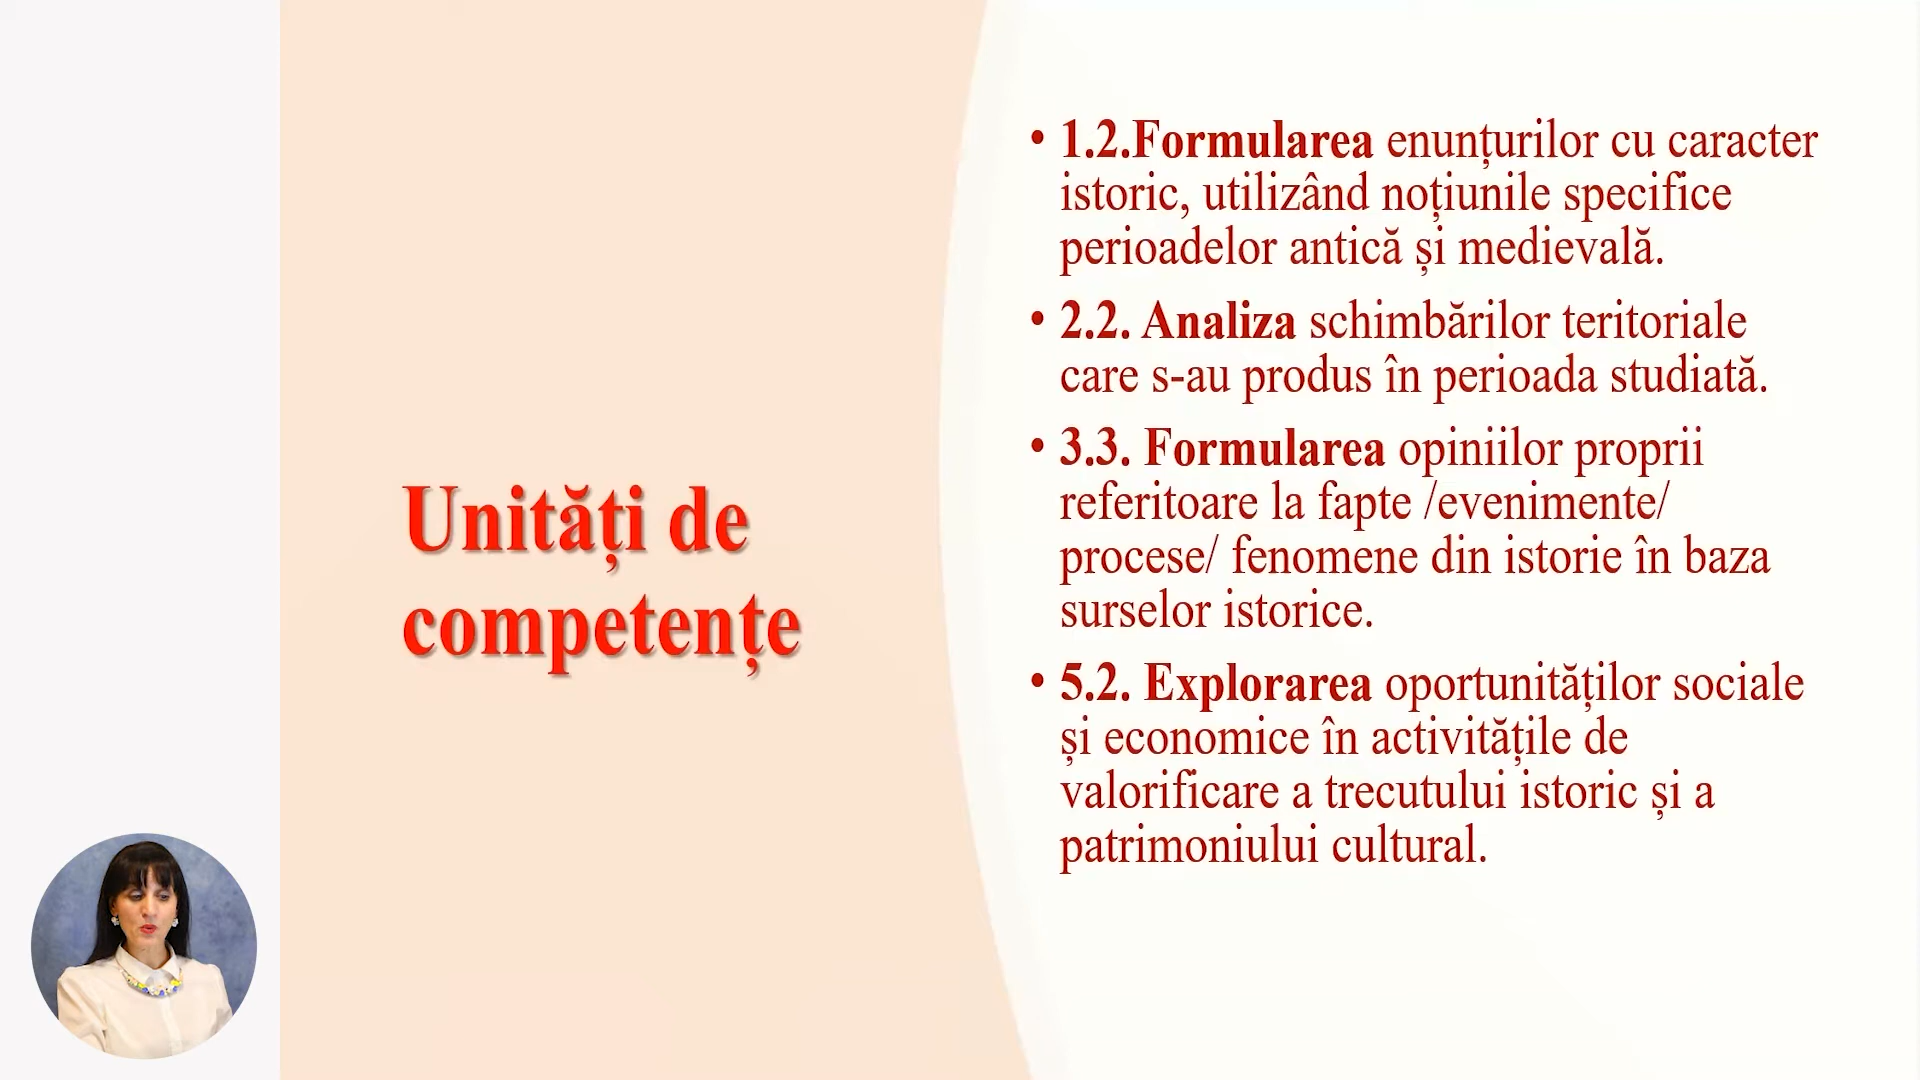 Unități de
competențe
• 1.2.Formularea enunțurilor cu caracter
istoric, utilizând noțiunile specifice
perioadelor antică și medievală.
• 2.2. Analiza schimbărilor teritoriale
care s-au produs în perioada studiată.
• 3.3. Formularea opiniilor proprii
referitoare la fapte /evenimente/
procese/ fenomene din istorie în baza
surselor istorice.
• 5.2. Explorarea oportunităților sociale
și economice în activitățile de
valorificare a trecutului istoric și a
patrimoniului cultural.